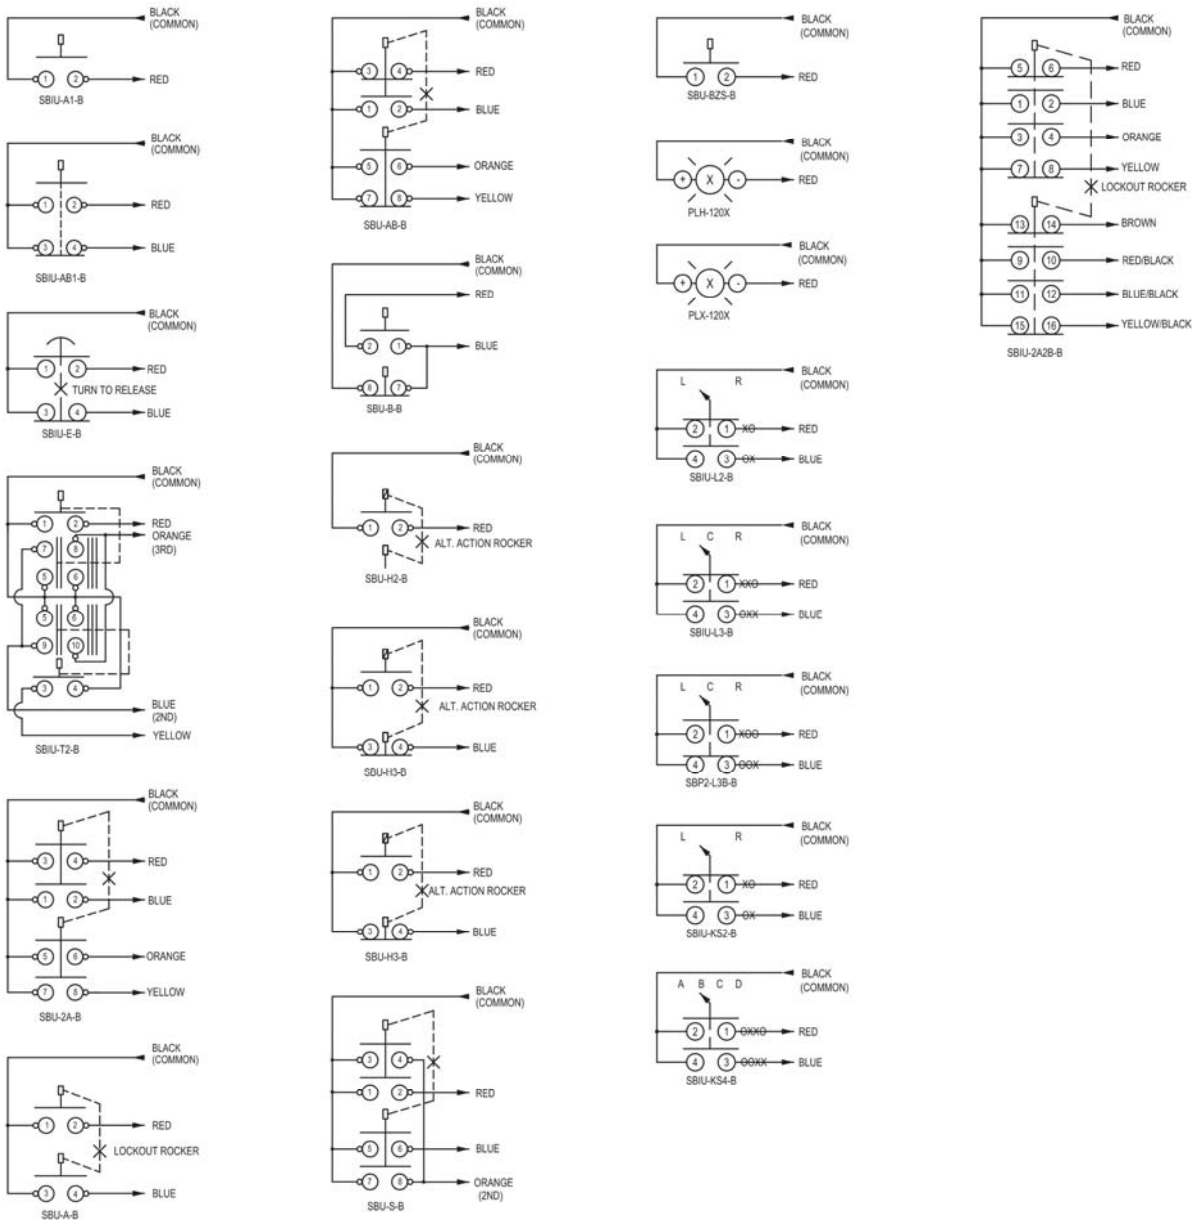 BLACK
(COMMON)
1 2
RED
SBIU-A1-B
BLACK
(COMMON)
1 2
RED
3 4
BLUE
SBIU-AB1-B
BLACK
(COMMON)
1 2
RED
TURN TO RELEASE
3 4
BLUE
SBIU-E-B
BLACK
(COMMON)
1 2
RED
ORANGE
(3RD)
7 8
5 6
5 6
9 10
3 4
BLUE
(2ND)
YELLOW
SBIU-T2-B
BLACK
(COMMON)
3 4
RED
1 2
BLUE
5 6
ORANGE
7 8
YELLOW
SBU-2A-B
BLACK
(COMMON)
1 2
RED
LOCKOUT ROCKER
3 4
BLUE
SBU-A-B
BLACK
(COMMON)
3 4
RED
1 2
BLUE
5 6
ORANGE
7 8
YELLOW
SBU-AB-B
BLACK
(COMMON)
RED
2 1
BLUE
8 7
SBU-B-B
BLACK
(COMMON)
1 2
RED
ALT. ACTION ROCKER
SBU-H2-B
BLACK
(COMMON)
1 2
RED
ALT. ACTION ROCKER
3 4
BLUE
SBU-H3-B
BLACK
(COMMON)
1 2
RED
ALT. ACTION ROCKER
3 4
BLUE
SBU-H3-B
BLACK
(COMMON)
3 4
1 2
RED
5 6
BLUE
7 8
ORANGE
(2ND)
SBU-S-B
BLACK
(COMMON)
1 2
RED
SBU-BZS-B
BLACK
(COMMON)
+ X -
RED
PLH-120X
BLACK
(COMMON)
+ X -
RED
PLX-120X
BLACK
(COMMON)
L R
2 1 XO
RED
4 3 OX
BLUE
SBIU-L2-B
BLACK
(COMMON)
L C R
2 1 XXO
RED
4 3 OXX
BLUE
SBIU-L3-B
BLACK
(COMMON)
L C R
2 1 XOO
RED
4 3 OOX
BLUE
SBP2-L3B-B
BLACK
(COMMON)
L R
2 1 XO
RED
4 3 OX
BLUE
SBIU-KS2-B
BLACK
(COMMON)
A B C D
2 1 OXXO
RED
4 3 OOXX
BLUE
SBIU-KS4-B
BLACK
(COMMON)
5 6
RED
1 2
BLUE
3 4
ORANGE
7 8
YELLOW
LOCKOUT ROCKER
13 14
BROWN
9 10
RED/BLACK
11 12
BLUE/BLACK
15 16
YELLOW/BLACK
SBIU-2A2B-B